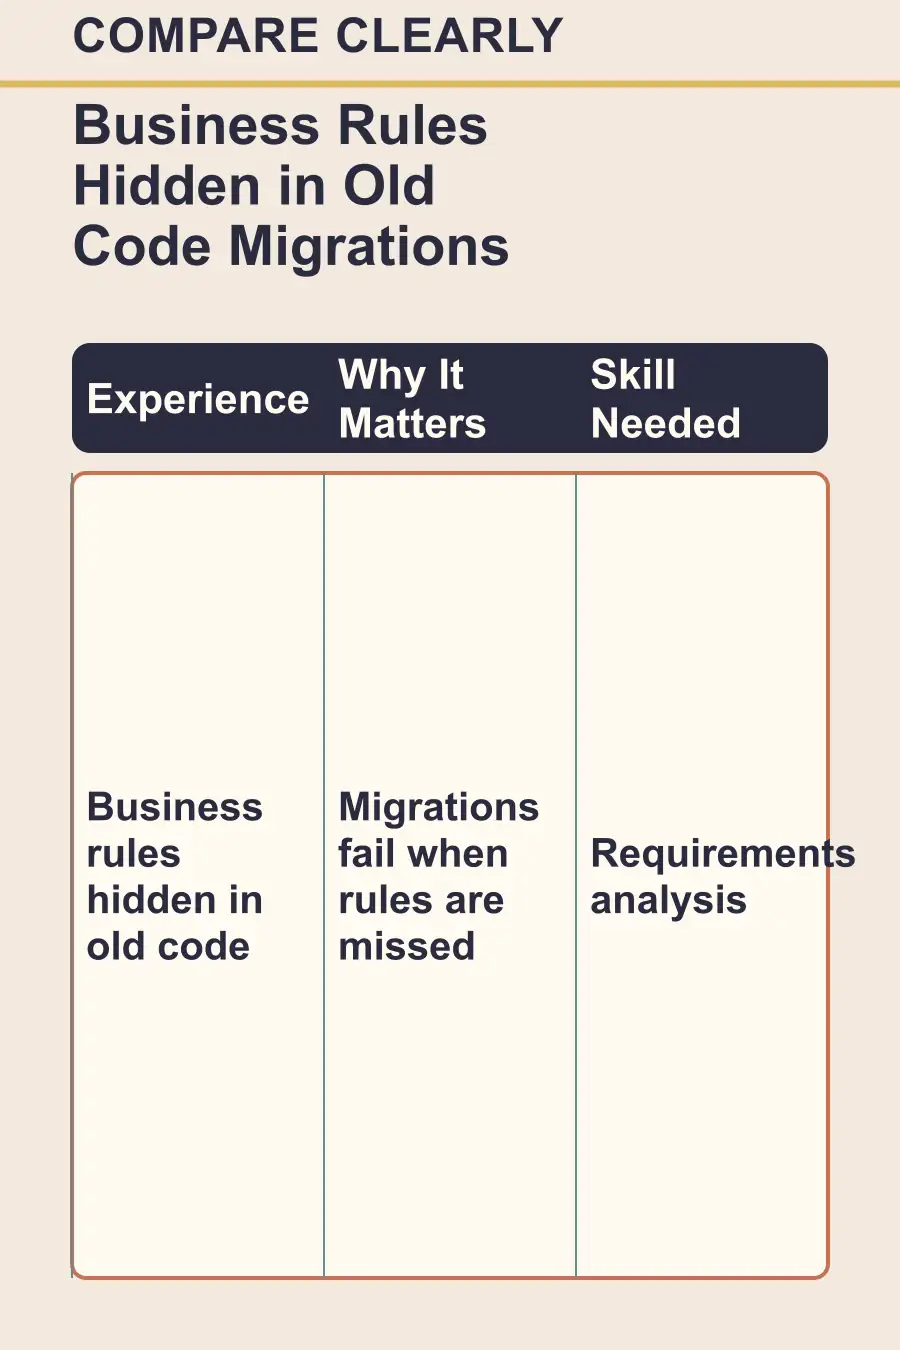 COMPARE CLEARLY
Business Rules
Hidden in Old
Code Migrations
Experience
Why It
Matters
Skill
Needed
Business
rules
hidden in
old code
Migrations
fail when
rules are
missed
Requirements
analysis